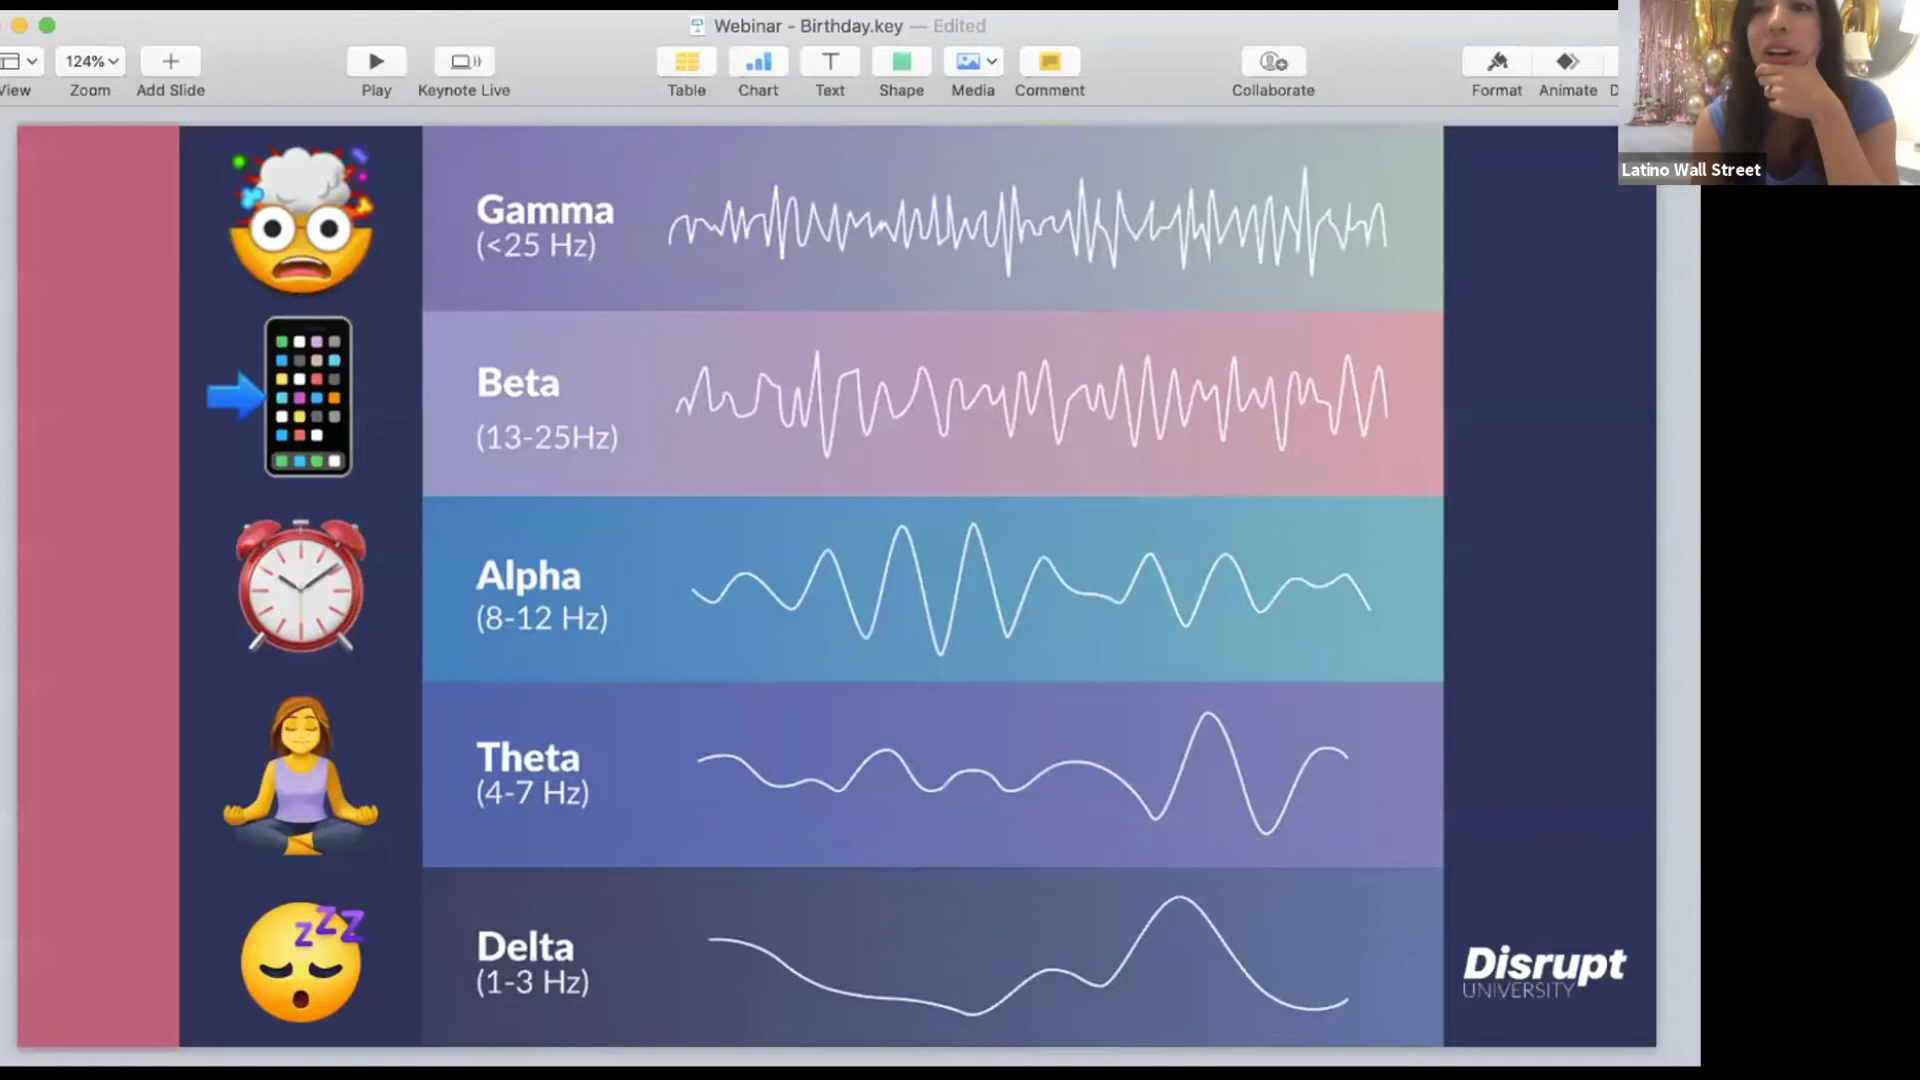 Webinar - Birthday.key — Edited
124%
View Zoom Add Slide Play Keynote Live Table Chart Text Shape Media Comment Collaborate Format Animate
Latino Wall Street
Gamma
(<25 Hz)
Beta
(13-25Hz)
Alpha
(8-12 Hz)
Theta
(4-7 Hz)
zzz
Delta
(1-3 Hz)
Disrupt
UNIVERSITY